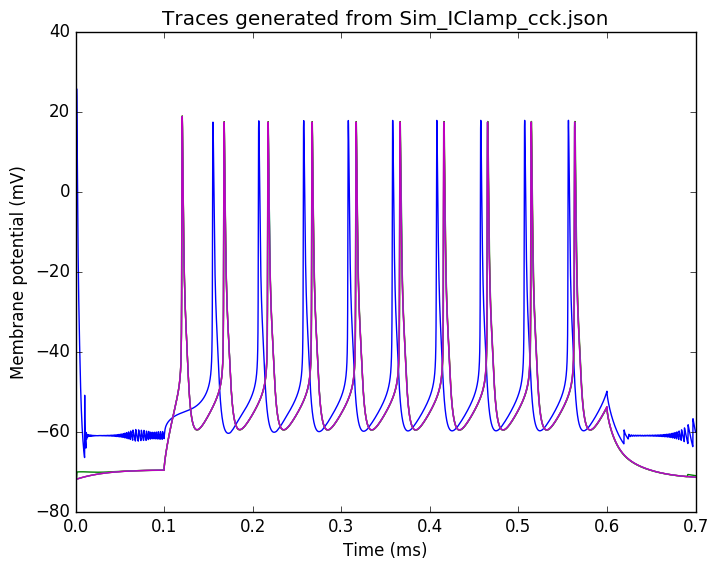 Traces generated from Sim_IClamp_cck.json
40
20
0
−20
−40
−60
−80
Membrane potential (mV)
0.0 0.1 0.2 0.3 0.4 0.5 0.6 0.7
Time (ms)